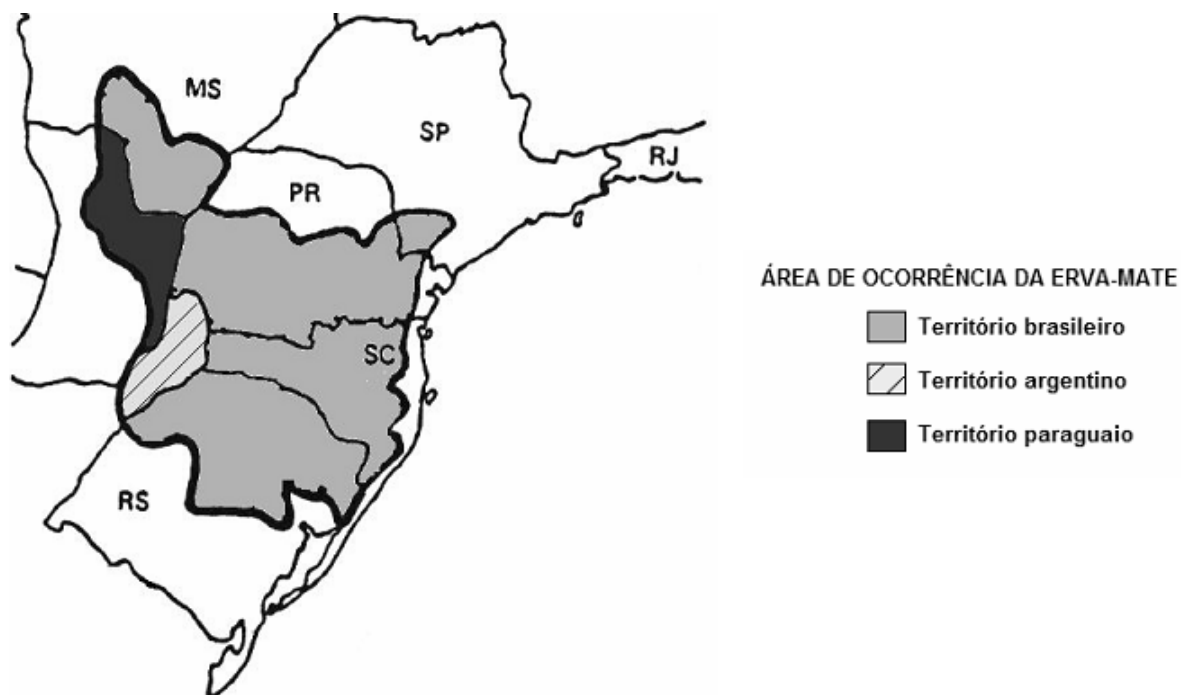 MS
SP
RJ
PR
SC
RS
ÁREA DE OCORRÊNCIA DA ERVA-MATE
Território brasileiro
Território argentino
Território paraguaio